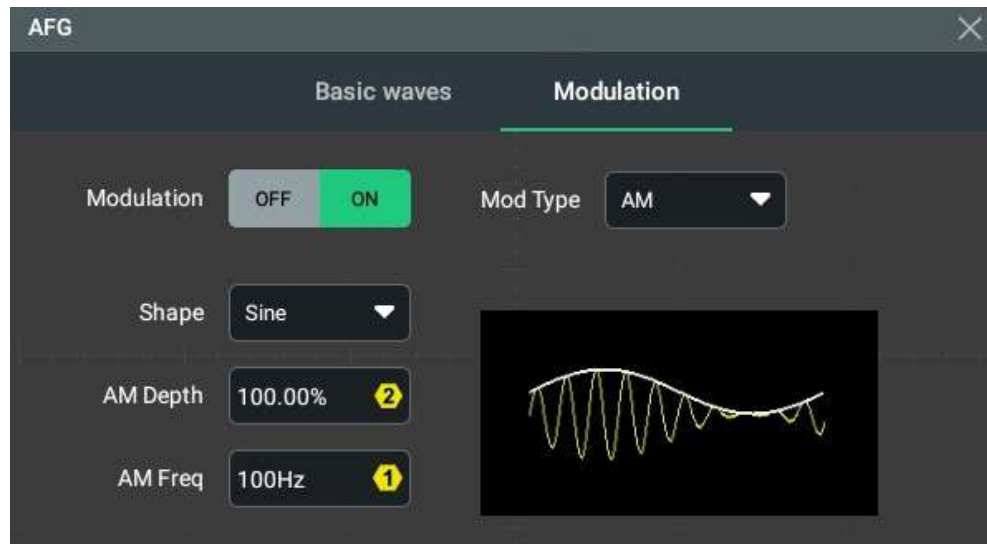 AFG
Basic waves Modulation
Modulation OFF ON Mod Type AM
Shape Sine
AM Depth 100.00% 2
AM Freq 100Hz 1